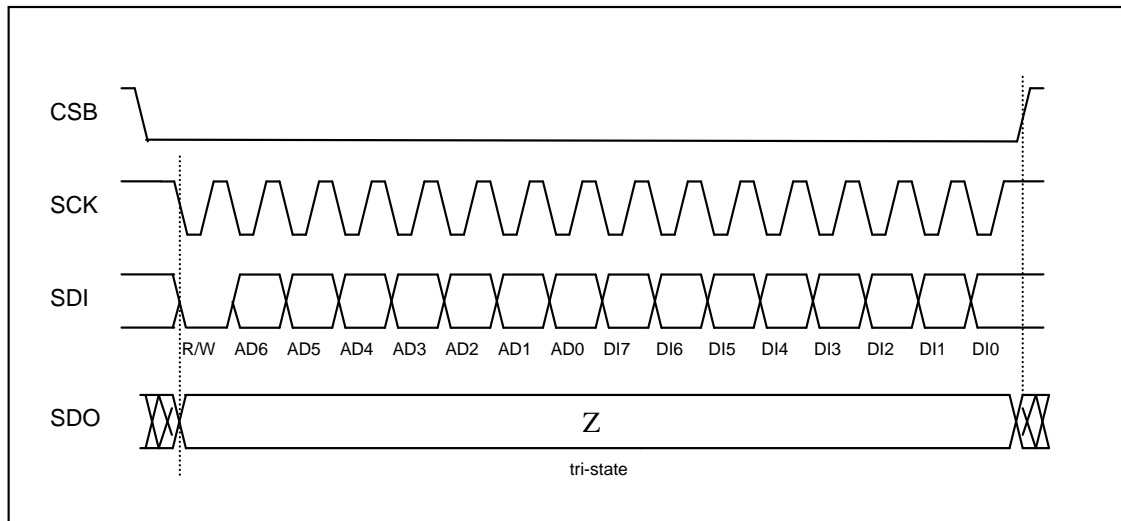 CSB
SCK
SDI
R/W AD6 AD5 AD4 AD3 AD2 AD1 AD0 DI7 DI6 DI5 DI4 DI3 DI2 DI1 DI0
SDO
Z
tri-state